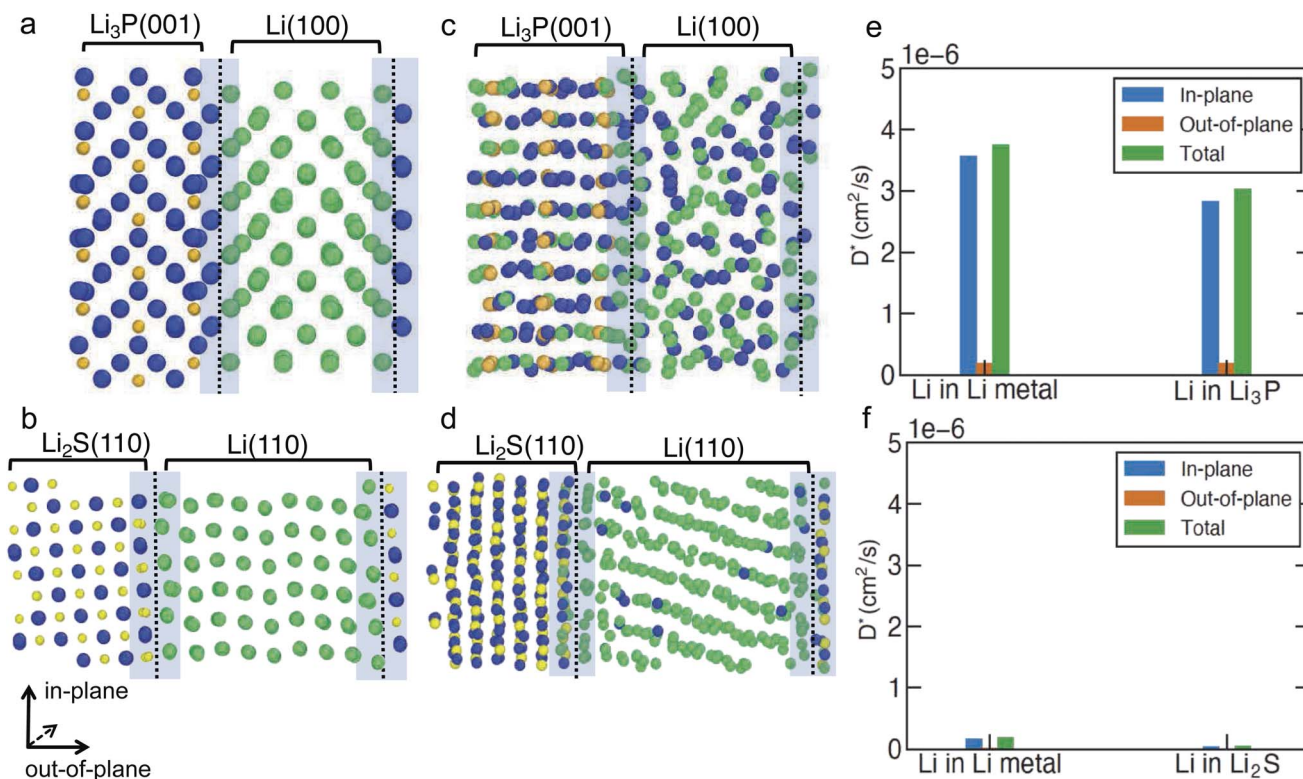 a
Li₃P(001)
Li(100)
b
Li₂S(110)
Li(110)
in-plane
out-of-plane
c
Li₃P(001)
Li(100)
d
Li₂S(110)
Li(110)
e
1e-6
5
4
3
2
1
0
D* (cm²/s)
In-plane
Out-of-plane
Total
Li in Li metal
Li in Li₃P
f
1e-6
5
4
3
2
1
0
D* (cm²/s)
In-plane
Out-of-plane
Total
Li in Li metal
Li in Li₂S